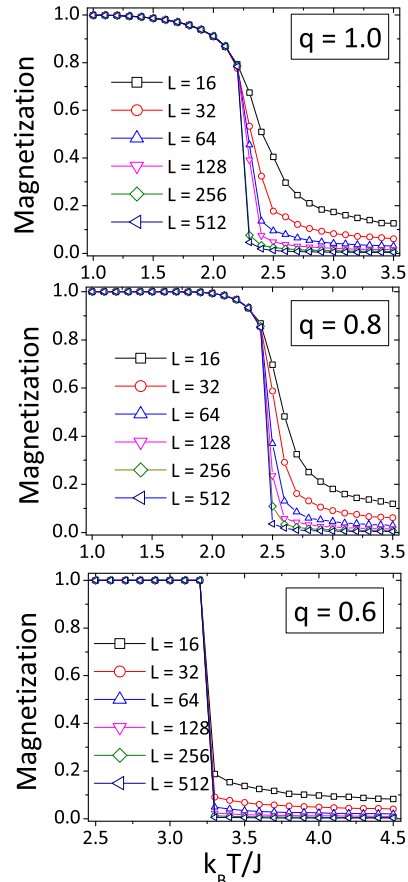 Magnetization
1.0
0.8
0.6
0.4
0.2
0.0
q = 1.0
L = 16
L = 32
L = 64
L = 128
L = 256
L = 512
1.0 1.5 2.0 2.5 3.0 3.5
Magnetization
1.0
0.8
0.6
0.4
0.2
0.0
q = 0.8
L = 16
L = 32
L = 64
L = 128
L = 256
L = 512
1.0 1.5 2.0 2.5 3.0 3.5
Magnetization
1.0
0.8
0.6
0.4
0.2
0.0
q = 0.6
L = 16
L = 32
L = 64
L = 128
L = 256
L = 512
2.5 3.0 3.5 4.0 4.5
k_BT/J